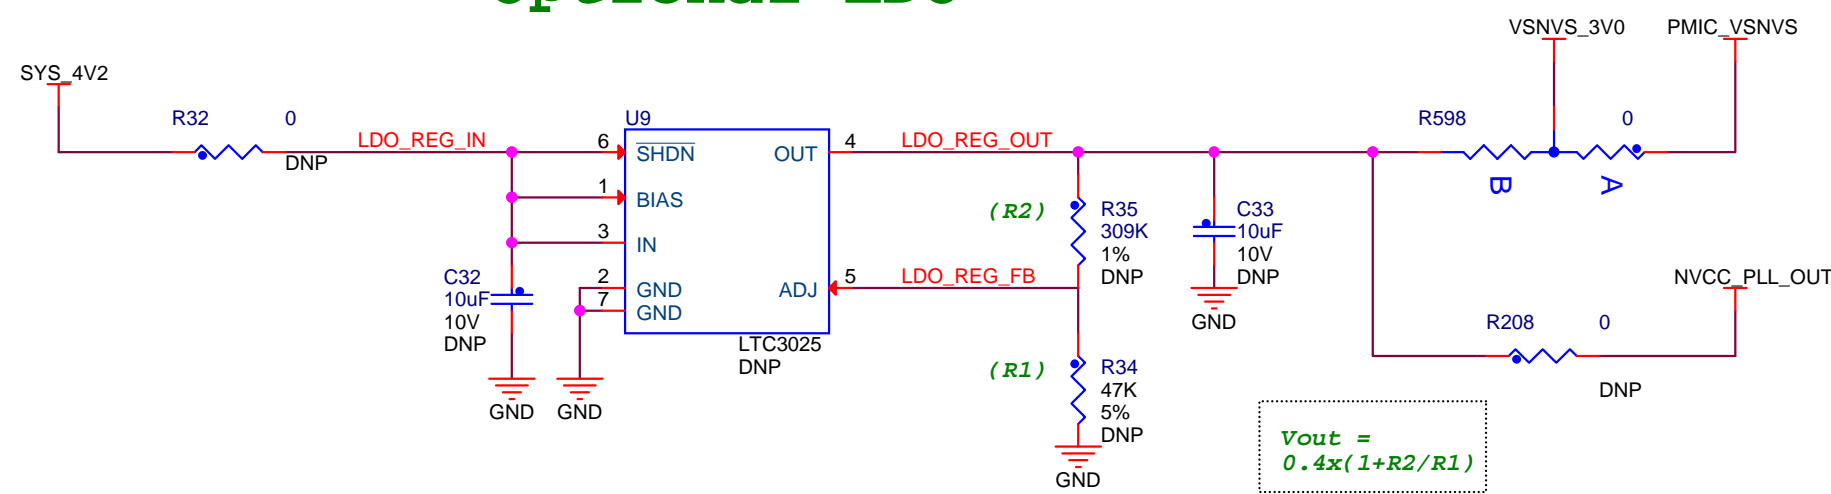 Optional LDO
VSNVS_3V0
PMIC_VSNVS
SYS_4V2
R32
0
DNP
LDO_REG_IN
U9
6
SHDN
1
BIAS
3
IN
2
GND
7
GND
OUT
4
ADJ
5
LTC3025
DNP
C32
10uF
10V
DNP
GND
GND
LDO_REG_OUT
(R2)
R35
309K
1%
DNP
LDO_REG_FB
(R1)
R34
47K
5%
DNP
GND
C33
10uF
10V
DNP
GND
R598
0
B
A
NVCC_PLL_OUT
R208
0
DNP
Vout =
0.4x(1+R2/R1)